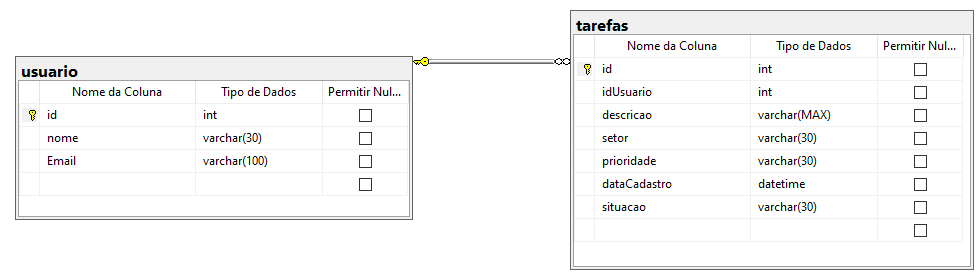 usuario
Nome da Coluna Tipo de Dados Permitir Nul...
id int
nome varchar(30)
Email varchar(100)
tarefas
Nome da Coluna Tipo de Dados Permitir Nul...
id int
idUsuario int
descricao varchar(MAX)
setor varchar(30)
prioridade varchar(30)
dataCadastro datetime
situacao varchar(30)